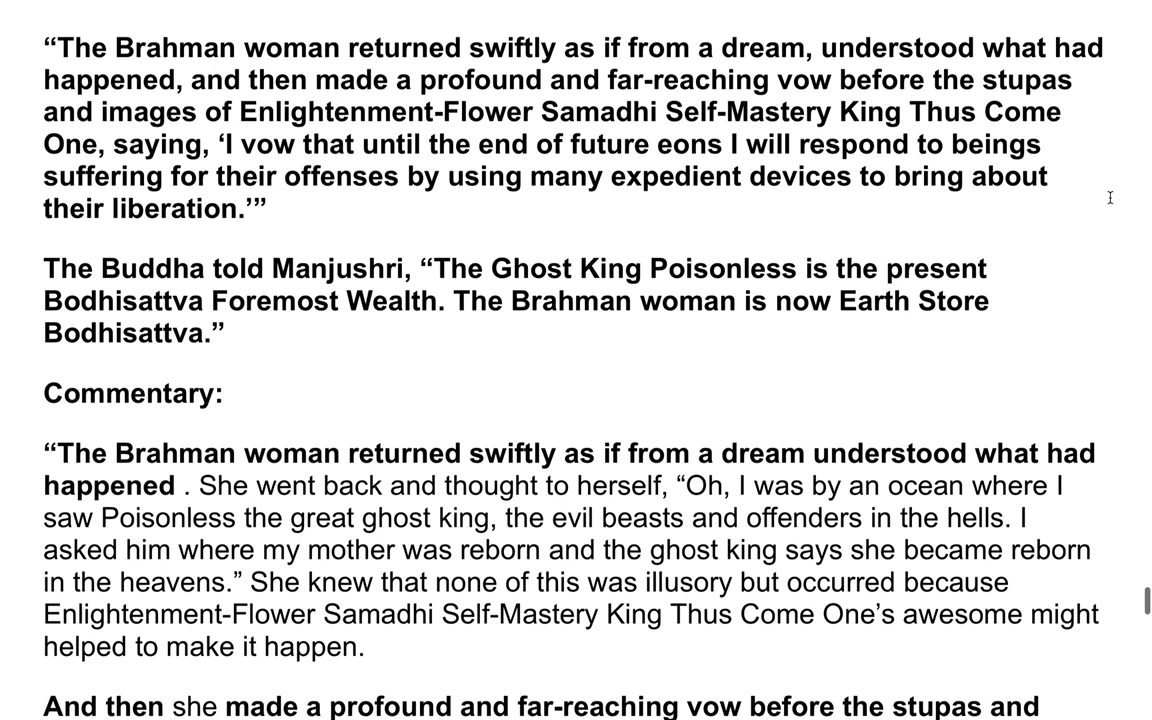 “The Brahman woman returned swiftly as if from a dream, understood what had
happened, and then made a profound and far-reaching vow before the stupas
and images of Enlightenment-Flower Samadhi Self-Mastery King Thus Come
One, saying, ‘I vow that until the end of future eons I will respond to beings
suffering for their offenses by using many expedient devices to bring about
their liberation.’”
The Buddha told Manjushri, “The Ghost King Poisonless is the present
Bodhisattva Foremost Wealth. The Brahman woman is now Earth Store
Bodhisattva.”
Commentary:
“The Brahman woman returned swiftly as if from a dream understood what had
happened . She went back and thought to herself, “Oh, I was by an ocean where I
saw Poisonless the great ghost king, the evil beasts and offenders in the hells. I
asked him where my mother was reborn and the ghost king says she became reborn
in the heavens.” She knew that none of this was illusory but occurred because
Enlightenment-Flower Samadhi Self-Mastery King Thus Come One’s awesome might
helped to make it happen.
And then she made a profound and far-reaching vow before the stupas and